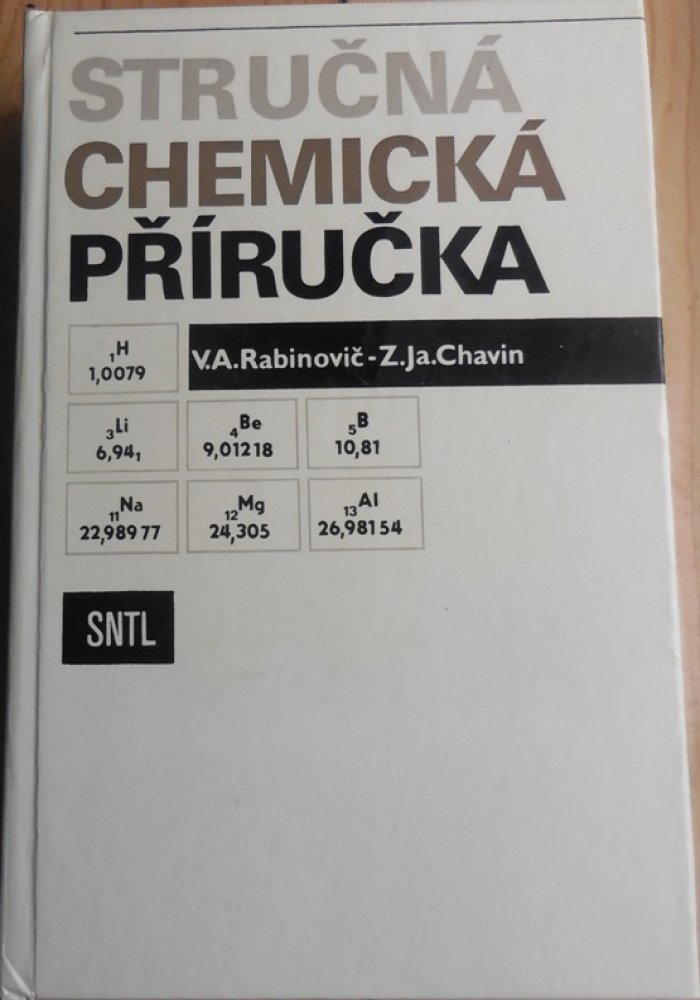 STRUČNÁ
CHEMICKÁ
PŘÍRUČKA
₁H
1,0079
V.A.Rabinovič-Z.Ja.Chavin
₃Li
6,94₁
₄Be
9,01218
₅B
10,81
₁₁Na
22,98977
₁₂Mg
24,305
₁₃Al
26,98154
SNTL